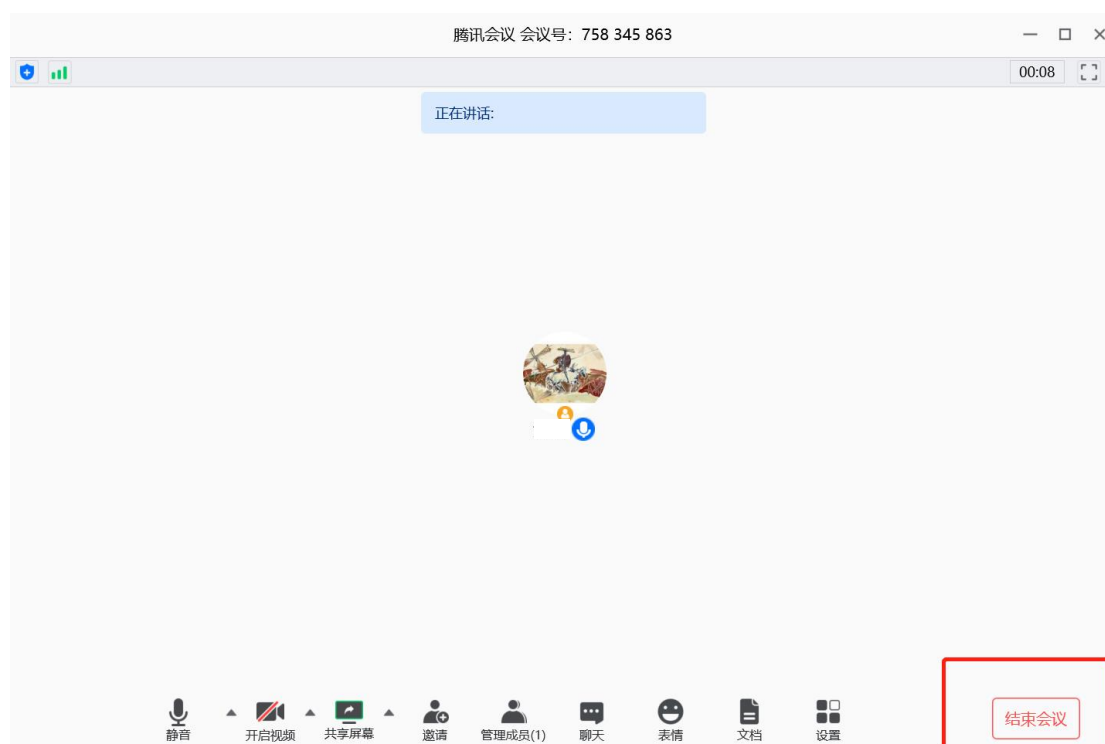 腾讯会议 会议号：758 345 863
00:08
正在讲话:
静音
开启视频
共享屏幕
邀请
管理成员(1)
聊天
表情
文档
设置
结束会议